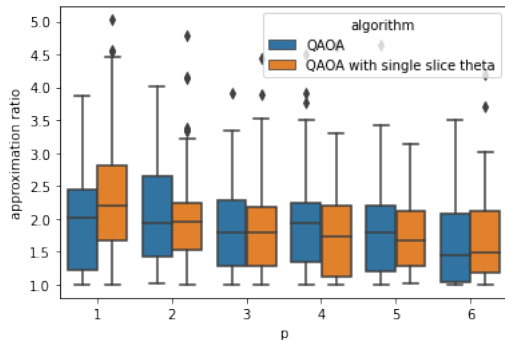 algorithm
QAOA
QAOA with single slice theta
approximation ratio
5.0
4.5
4.0
3.5
3.0
2.5
2.0
1.5
1.0
1 2 3 4 5 6
p